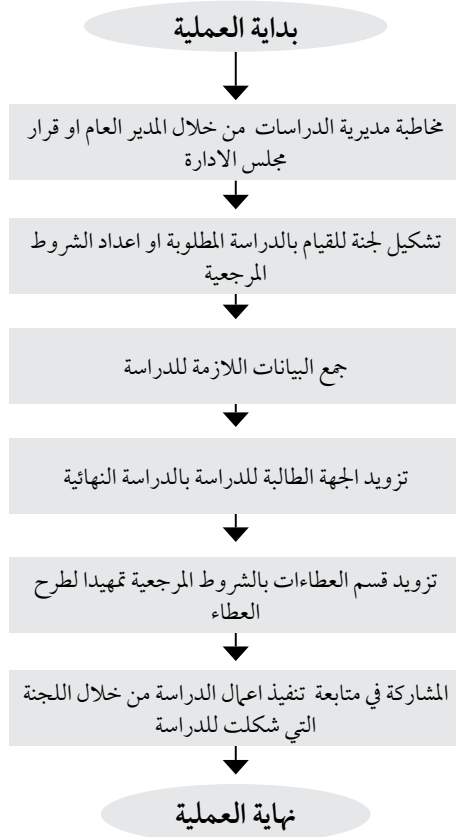 بداية العملية
مخاطبة مديرية الدراسات من خلال المدير العام او قرار
مجلس الادارة
تشكيل لجنة للقيام بالدراسة المطلوبة او اعداد الشروط
المرجعية
جمع البيانات اللازمة للدراسة
تزويد الجهة الطالبة للدراسة بالدراسة النهائية
تزويد قسم العطاءات بالشروط المرجعية تمهيدا لطرح
العطاء
المشاركة في متابعة تنفيذ اعمال الدراسة من خلال اللجنة
التي شكلت للدراسة
نهاية العملية